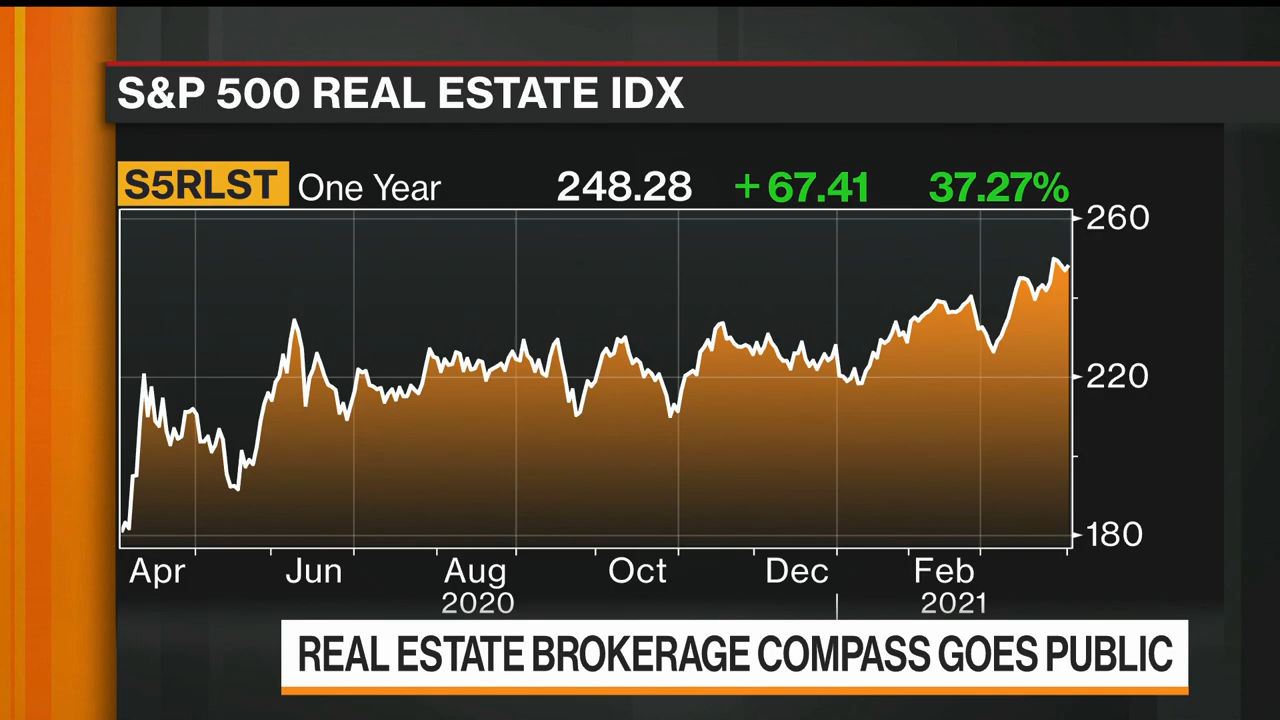 S&P 500 REAL ESTATE IDX
S5RLST One Year 248.28 +67.41 37.27%
260
220
180
Apr Jun Aug Oct Dec Feb
2020 2021
REAL ESTATE BROKERAGE COMPASS GOES PUBLIC